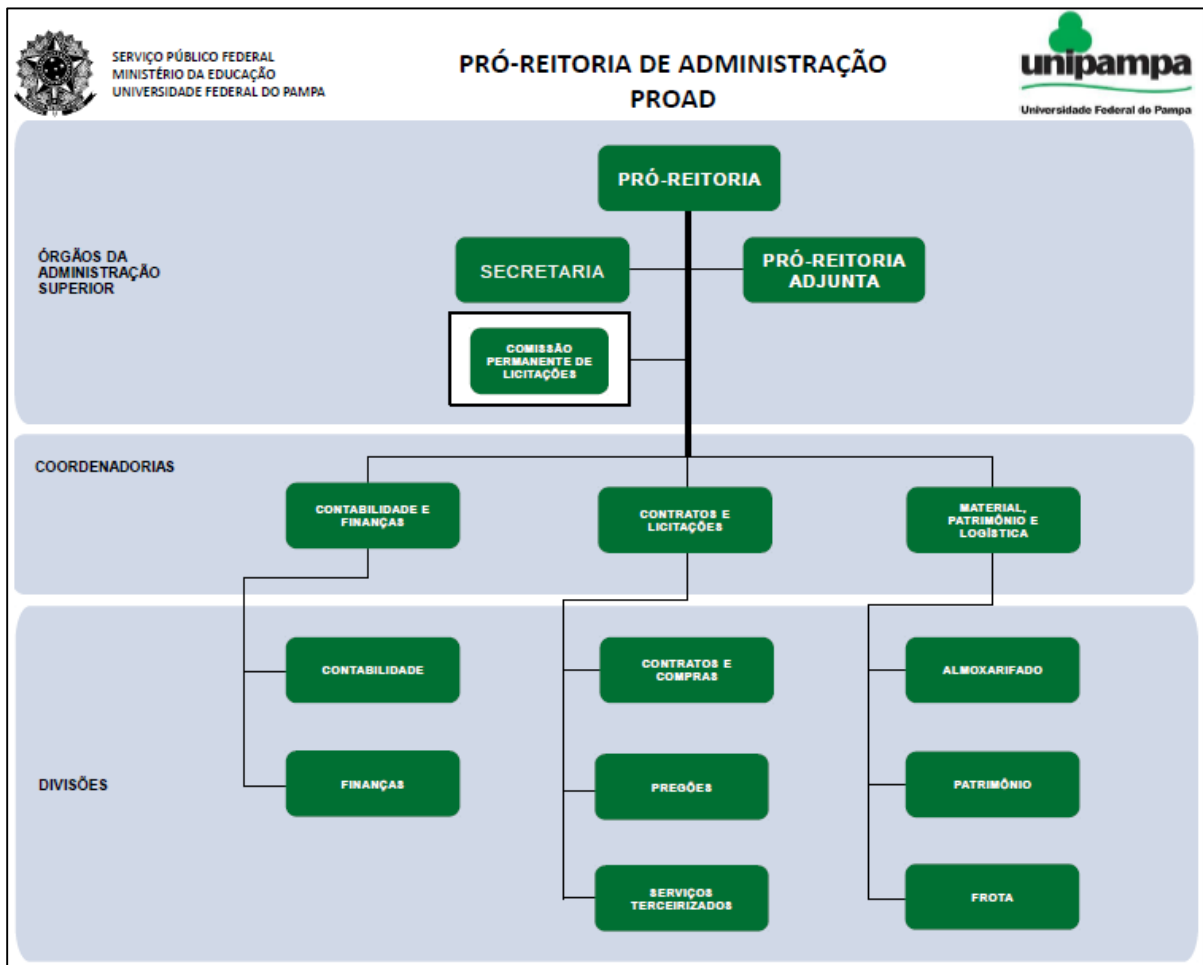 SERVIÇO PÚBLICO FEDERAL
MINISTÉRIO DA EDUCAÇÃO
UNIVERSIDADE FEDERAL DO PAMPA
PRÓ-REITORIA DE ADMINISTRAÇÃO
PROAD
unipampa
Universidade Federal do Pampa
PRÓ-REITORIA
ÓRGÃOS DA
ADMINISTRAÇÃO
SUPERIOR
SECRETARIA
PRÓ-REITORIA
ADJUNTA
COMISSÃO
PERMANENTE DE
LICITAÇÕES
COORDENADORIAS
CONTABILIDADE E
FINANÇAS
CONTRATOS E
LICITAÇÕES
MATERIAL,
PATRIMÔNIO E
LOGÍSTICA
DIVISÕES
CONTABILIDADE
CONTRATOS E
COMPRAS
ALMOXARIFADO
FINANÇAS
PREGÕES
PATRIMÔNIO
SERVIÇOS
TERCEIRIZADOS
FROTA